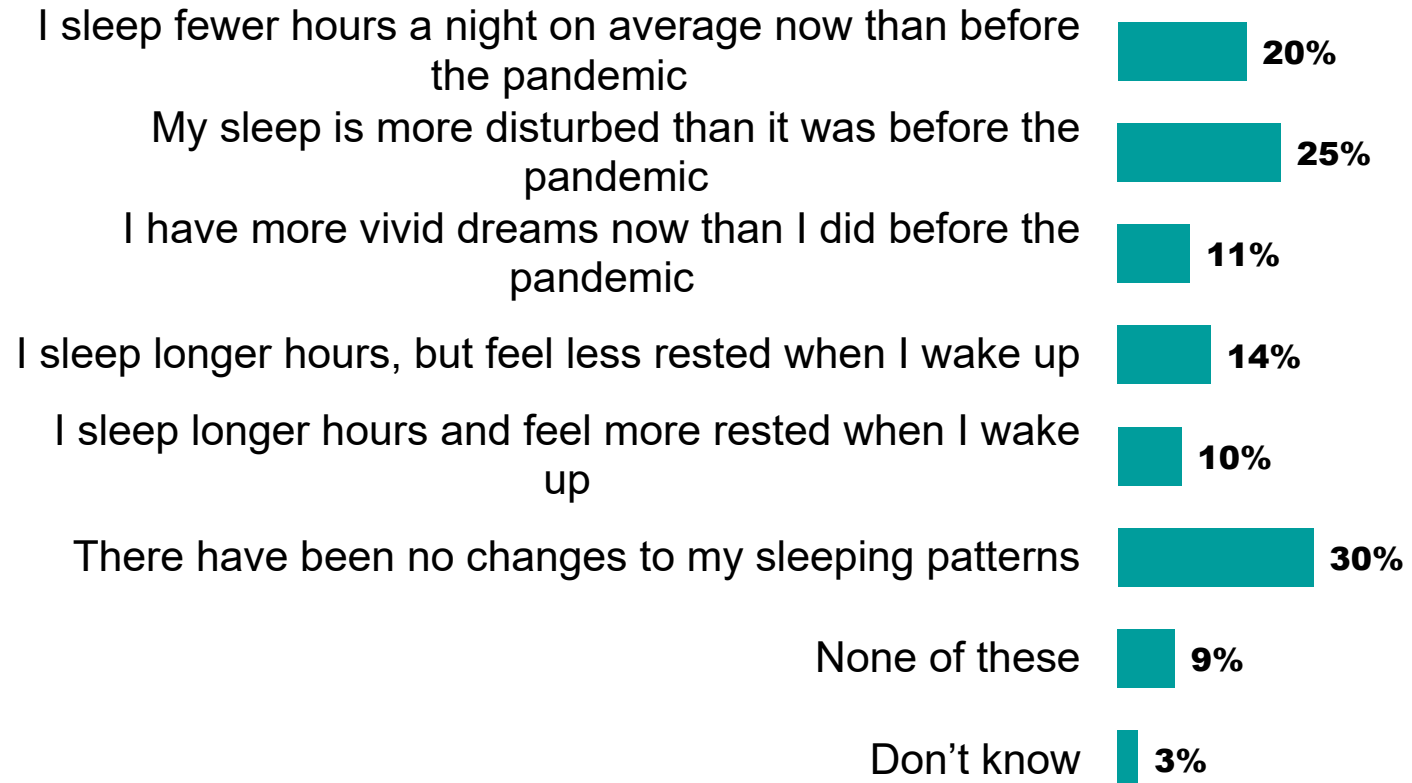 I sleep fewer hours a night on average now than before
the pandemic
20%
My sleep is more disturbed than it was before the
pandemic
25%
I have more vivid dreams now than I did before the
pandemic
11%
I sleep longer hours, but feel less rested when I wake up
14%
I sleep longer hours and feel more rested when I wake
up
10%
There have been no changes to my sleeping patterns
30%
None of these
9%
Don’t know
3%